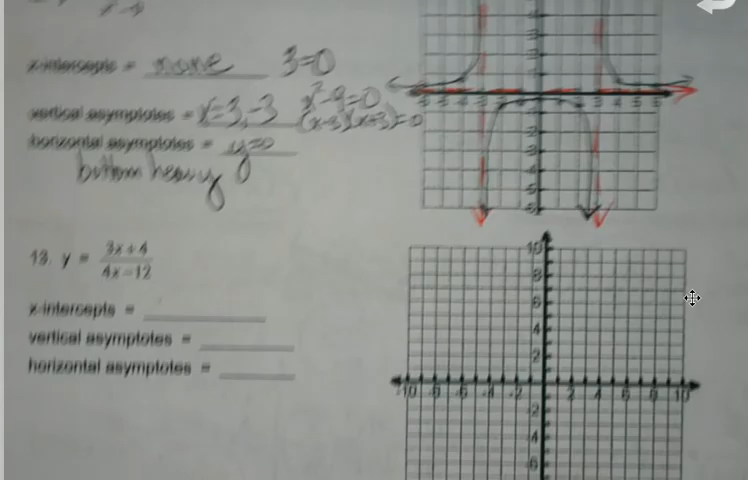 x-intercepts = none 3=0
vertical asymptotes = x=3,-3 x²-9=0
(x-3)(x+3)=0
horizontal asymptotes = y=0
bottom heavy
13. y = 3x+4
4x-12
x-intercepts =
vertical asymptotes =
horizontal asymptotes =
10
8
6
4
2
-10 -8 -6 -4 -2 2 4 6 8 10
-2
-4
-6